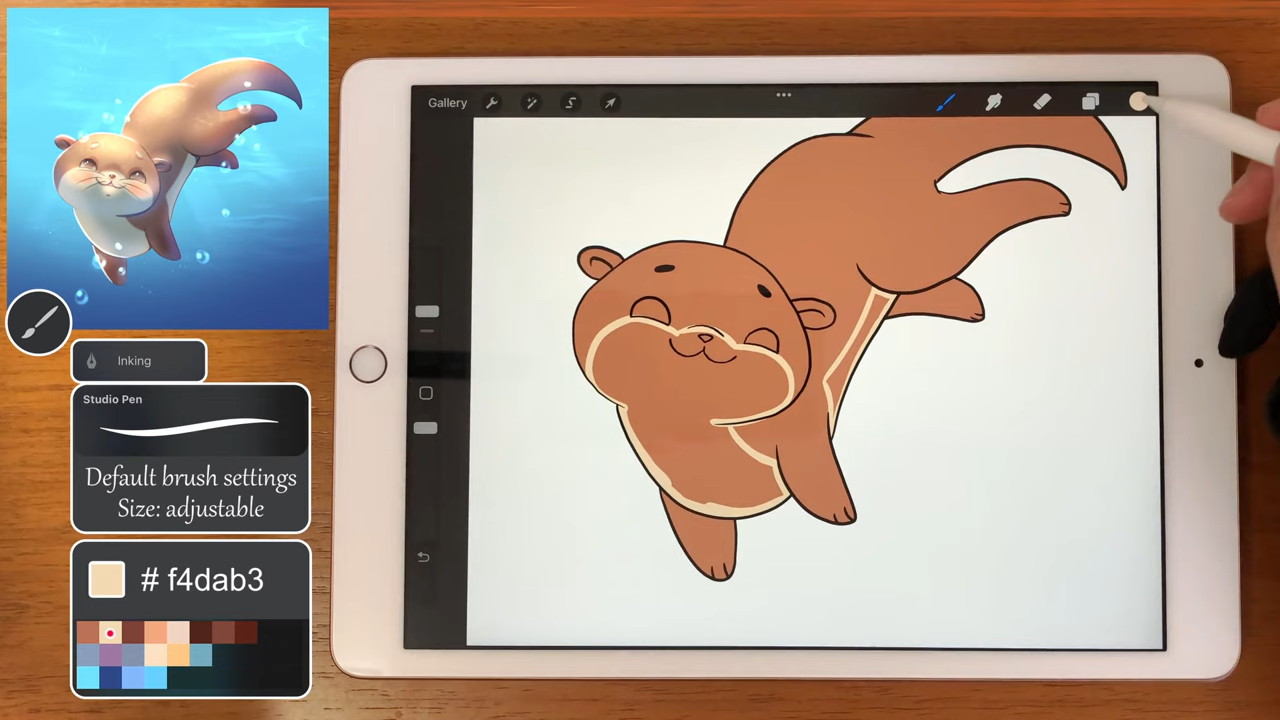 Gallery
Inking
Studio Pen
Default brush settings
Size: adjustable
# f4dab3